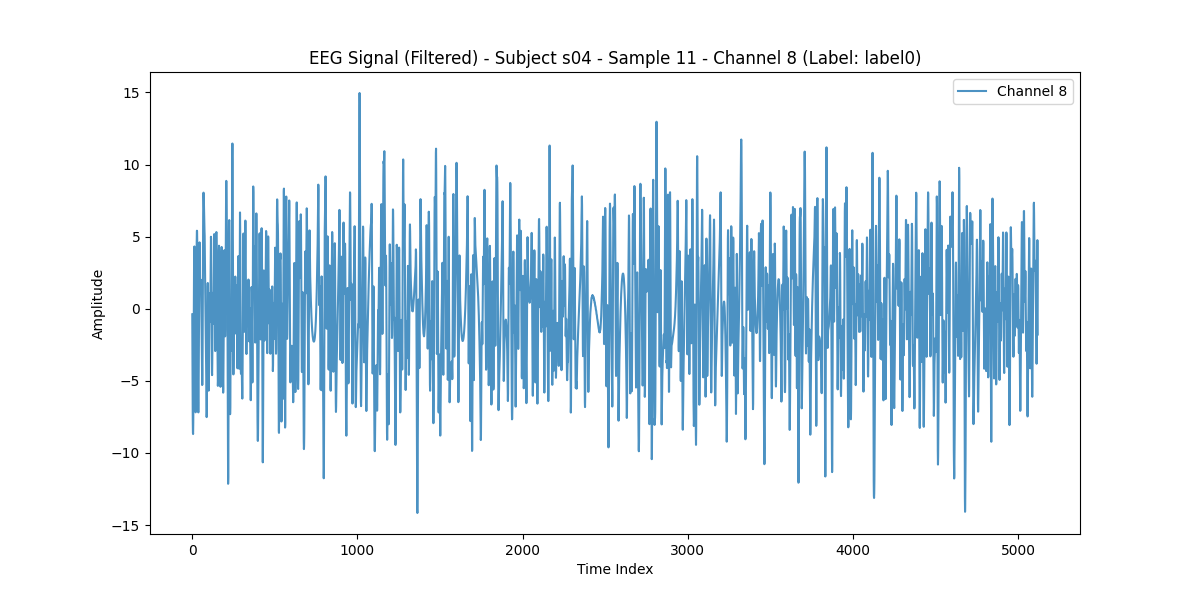 EEG Signal (Filtered) - Subject s04 - Sample 11 - Channel 8 (Label: label0)
Channel 8
15
10
5
0
−5
−10
−15
Amplitude
0 1000 2000 3000 4000 5000
Time Index